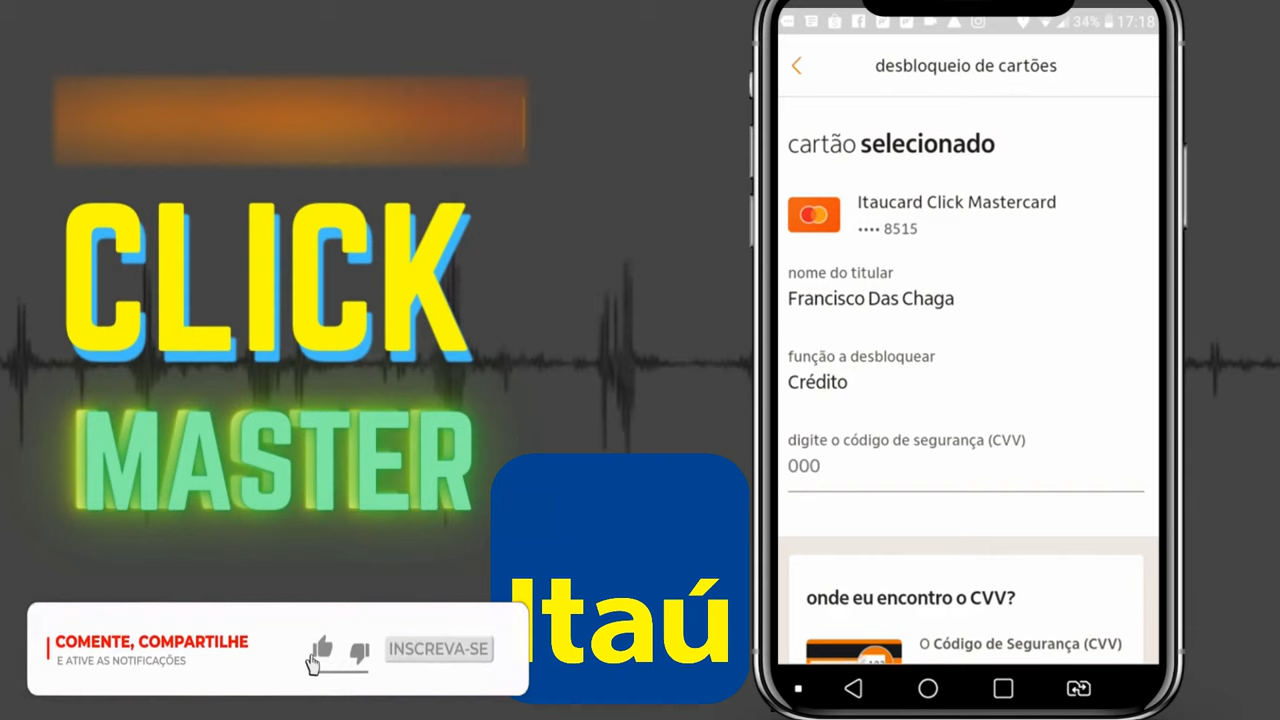 CLICK
MASTER
COMENTE, COMPARTILHE
E ATIVE AS NOTIFICAÇÕES
INSCREVA-SE
Itaú
34% 17:18
desbloqueio de cartões
cartão selecionado
Itaucard Click Mastercard
•••• 8515
nome do titular
Francisco Das Chaga
função a desbloquear
Crédito
digite o código de segurança (CVV)
000
onde eu encontro o CVV?
O Código de Segurança (CVV)